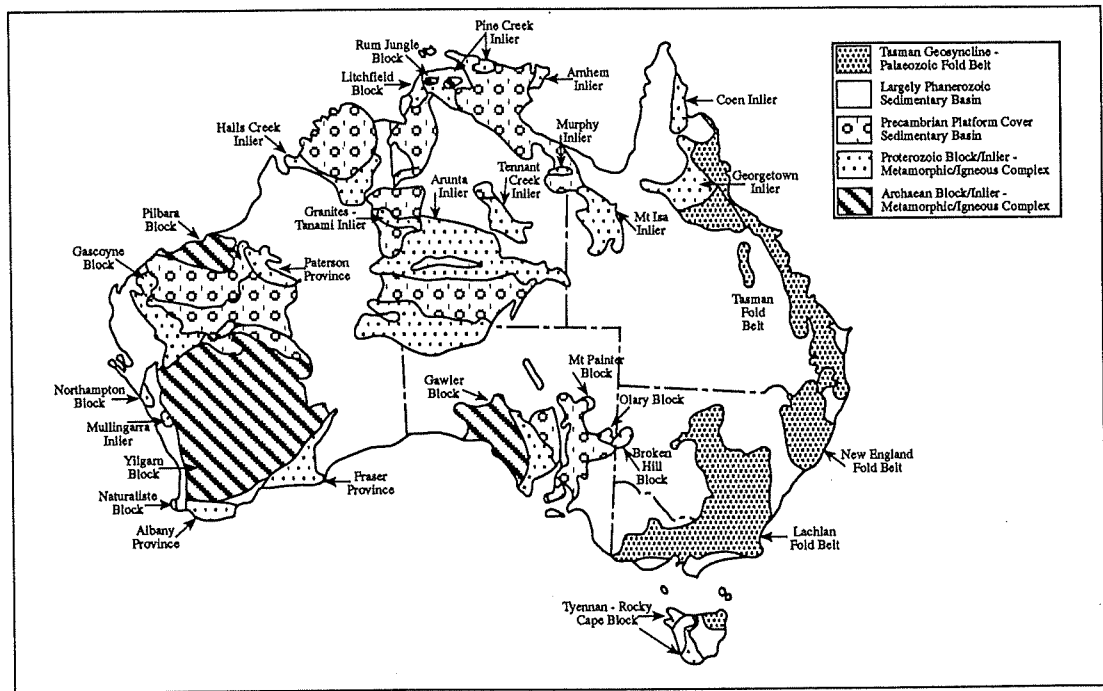 Pine Creek
Inlier
Rum Jungle
Block
Litchfield
Block
Arnhem
Inlier
Coen Inlier
Halls Creek
Inlier
Murphy
Inlier
Tennant
Creek
Inlier
Arunta
Inlier
Georgetown
Inlier
Granites -
Tanami Inlier
Mt Isa
Inlier
Pilbara
Block
Gascoyne
Block
Paterson
Province
Tasman
Fold
Belt
Mt Painter
Block
Gawler
Block
Olary Block
Northampton
Block
Mullingarra
Inlier
Broken
Hill
Block
New England
Fold Belt
Yilgarn
Block
Fraser
Province
Naturaliste
Block
Albany
Province
Lachlan
Fold Belt
Tyennan - Rocky
Cape Block
Tasman Geosyncline -
Palaeozoic Fold Belt
Largely Phanerozoic
Sedimentary Basin
Precambrian Platform Cover
Sedimentary Basin
Proterozoic Block/Inlier -
Metamorphic/Igneous Complex
Archaean Block/Inlier -
Metamorphic/Igneous Complex